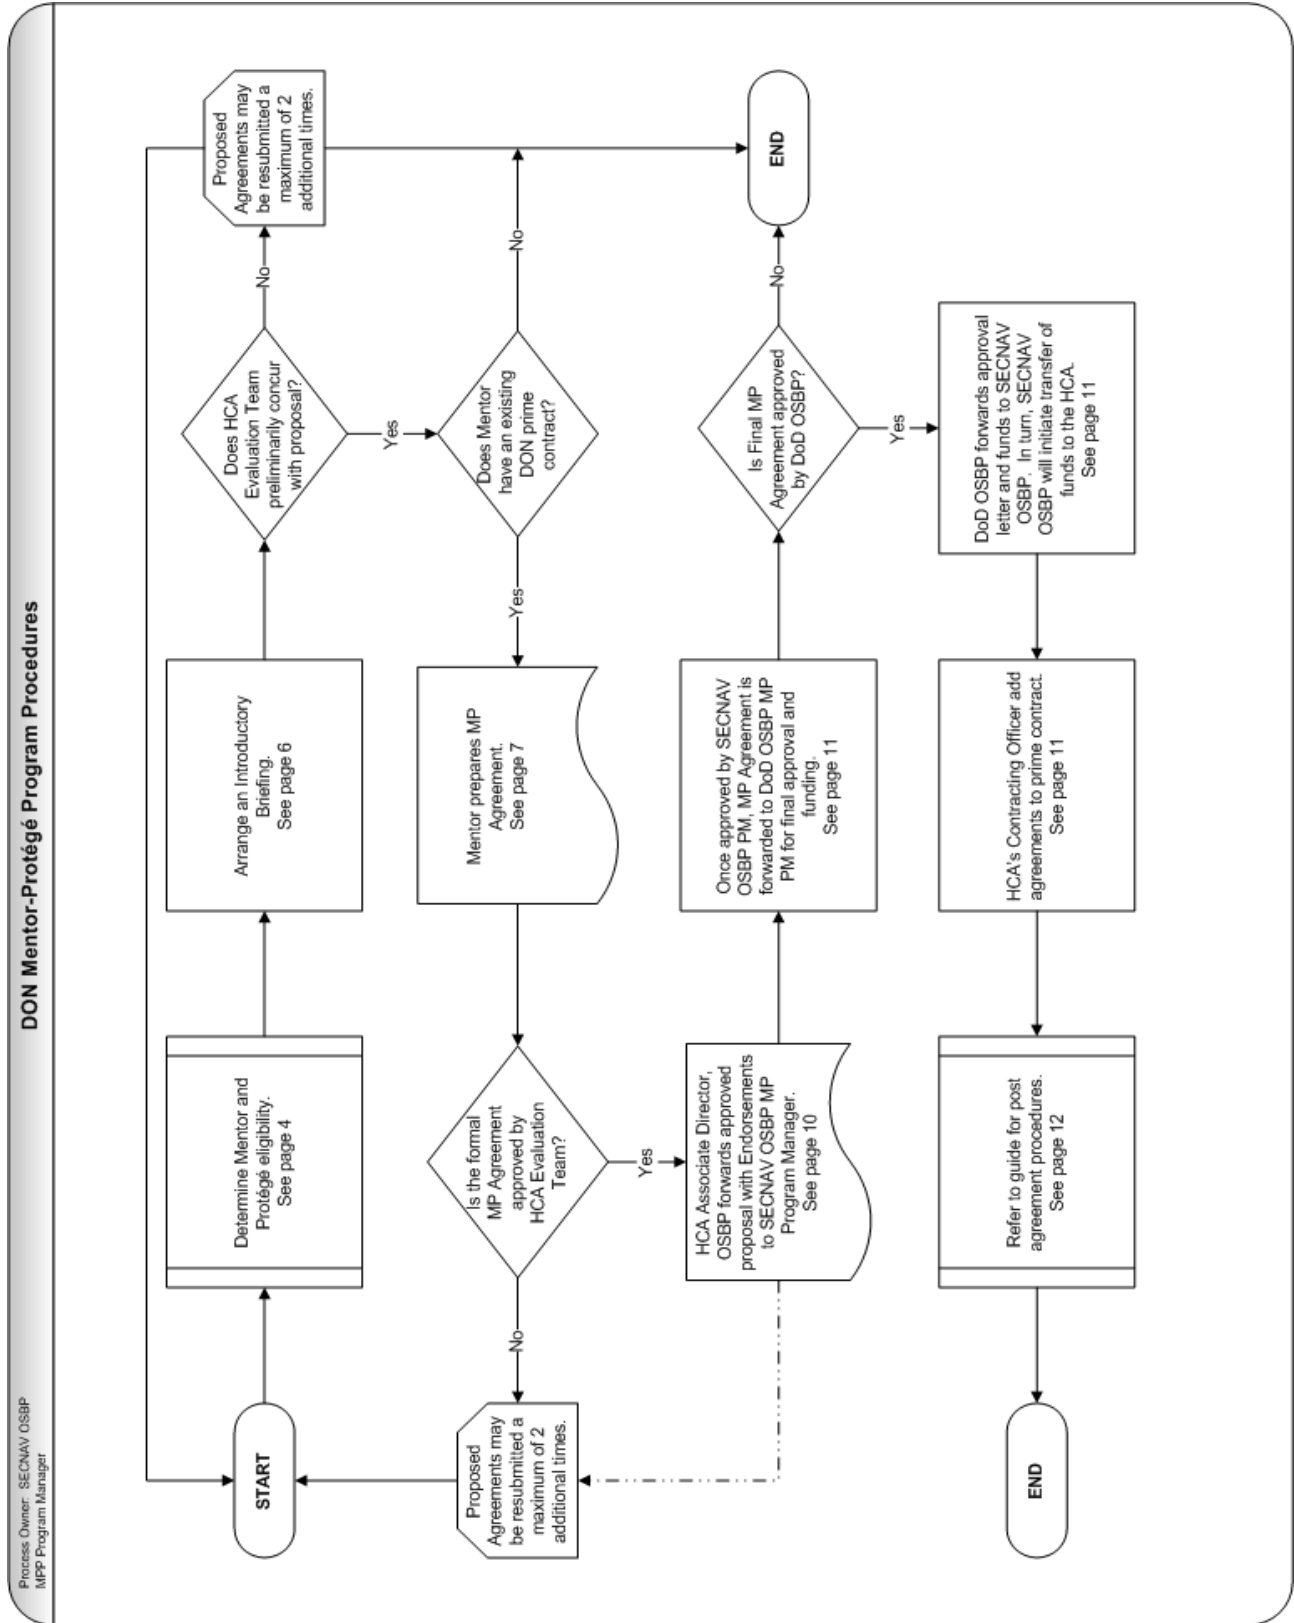 Process Owner: SECNAV OSBP
MPP Program Manager
DON Mentor-Protégé Program Procedures
START
Determine Mentor and
Protégé eligibility.
See page 4
Arrange an Introductory
Briefing.
See page 6
Does HCA
Evaluation Team
preliminarily concur
with proposal?
No
Proposed
Agreements may
be resubmitted a
maximum of 2
additional times.
Yes
Does Mentor
have an existing
DON prime
contract?
No
Yes
Mentor prepares MP
Agreement.
See page 7
Is the formal
MP Agreement
approved by
HCA Evaluation
Team?
No
Proposed
Agreements may
be resubmitted a
maximum of 2
additional times.
Yes
HCA Associate Director,
OSBP forwards approved
proposal with Endorsements
to SECNAV OSBP MP
Program Manager.
See page 10
Once approved by SECNAV
OSBP PM, MP Agreement is
forwarded to DoD OSBP MP
PM for final approval and
funding.
See page 11
Is Final MP
Agreement approved
by DoD OSBP?
No
END
Yes
DoD OSBP forwards approval
letter and funds to SECNAV
OSBP. In turn, SECNAV
OSBP will initiate transfer of
funds to the HCA.
See page 11
HCA's Contracting Officer add
agreements to prime contract.
See page 11
Refer to guide for post
agreement procedures.
See page 12
END